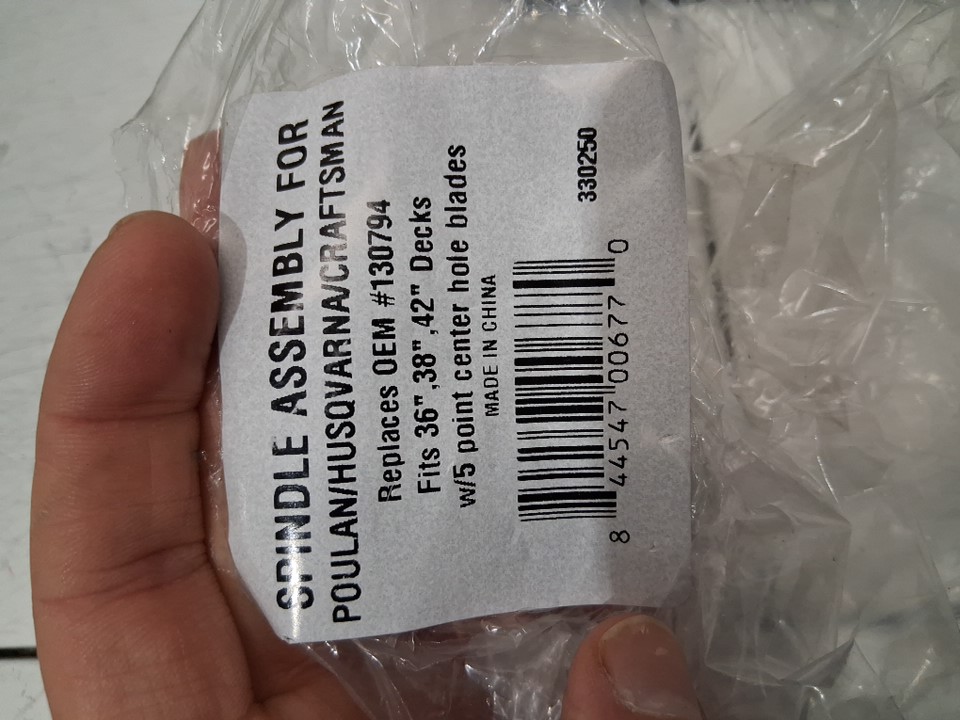 SPINDLE ASSEMBLY FOR
POULAN/HUSQVARNA/CRAFTSMAN
Replaces OEM #130794
Fits 36",38",42" Decks
w/5 point center hole blades
MADE IN CHINA
8 44547 00677 0
330250